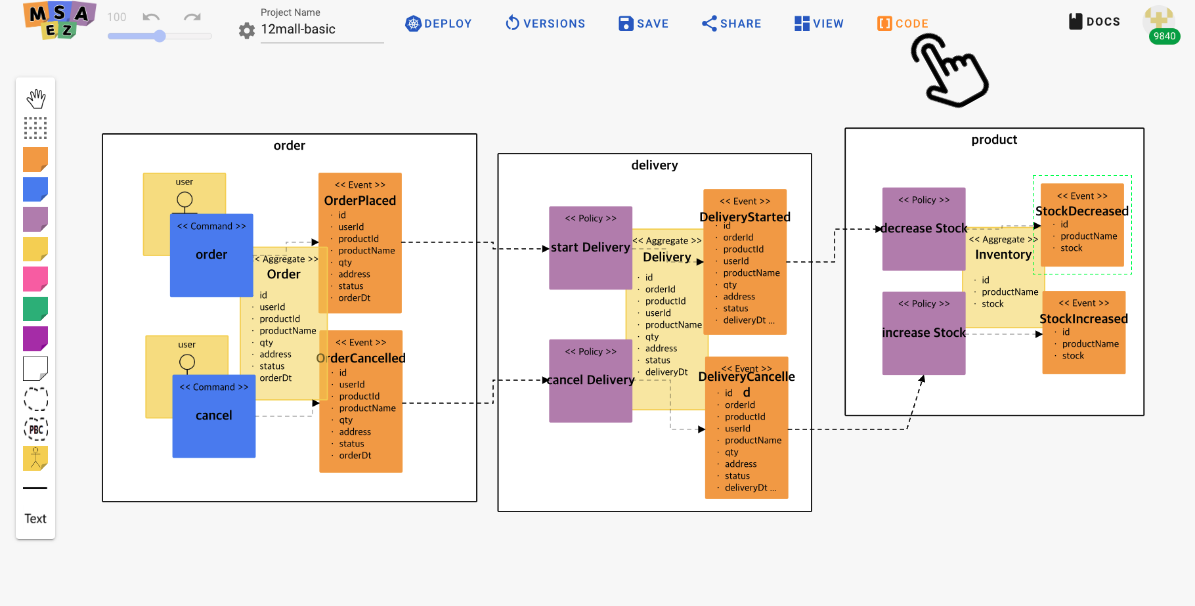 MSA
EZ
100
Project Name
12mall-basic
DEPLOY
VERSIONS
SAVE
SHARE
VIEW
CODE
DOCS
9840
PBC
Text
order
user
<< Command >>
order
<< Aggregate >>
Order
· id
· userId
· productId
· productName
· qty
· address
· status
· orderDt
<< Event >>
OrderPlaced
· id
· userId
· productId
· productName
· qty
· address
· status
· orderDt
user
<< Command >>
cancel
<< Event >>
OrderCancelled
· id
· userId
· productId
· productName
· qty
· address
· status
· orderDt
delivery
<< Policy >>
start Delivery
<< Aggregate >>
Delivery
· id
· orderId
· productId
· userId
· productName
· qty
· address
· status
· deliveryDt
<< Event >>
DeliveryStarted
· id
· orderId
· productId
· userId
· productName
· qty
· address
· status
· deliveryDt ...
<< Policy >>
cancel Delivery
<< Event >>
DeliveryCancelle
d
· id
· orderId
· productId
· userId
· productName
· qty
· address
· status
· deliveryDt ...
product
<< Policy >>
decrease Stock
<< Aggregate >>
Inventory
· id
· productName
· stock
<< Event >>
StockDecreased
· id
· productName
· stock
<< Policy >>
increase Stock
<< Event >>
StockIncreased
· id
· productName
· stock